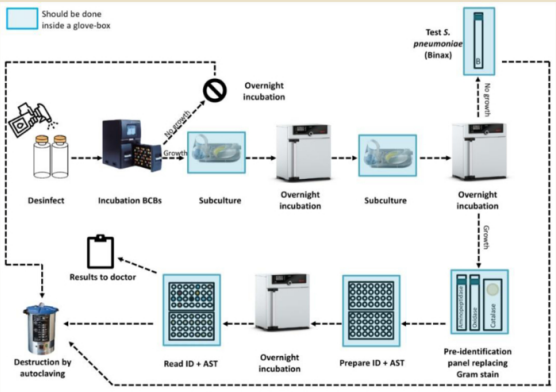 Should be done
inside a glove-box
Test S.
pneumoniae
(Binax)
B
No growth
Overnight
incubation
No growth
Growth
Desinfect
Incubation BCBs
Subculture
Overnight
incubation
Subculture
Overnight
incubation
Growth
Results to doctor
Aminopeptidase
Oxidase
Catalase
Destruction by
autoclaving
Read ID + AST
Overnight
incubation
Prepare ID + AST
Pre-identification
panel replacing
Gram stain